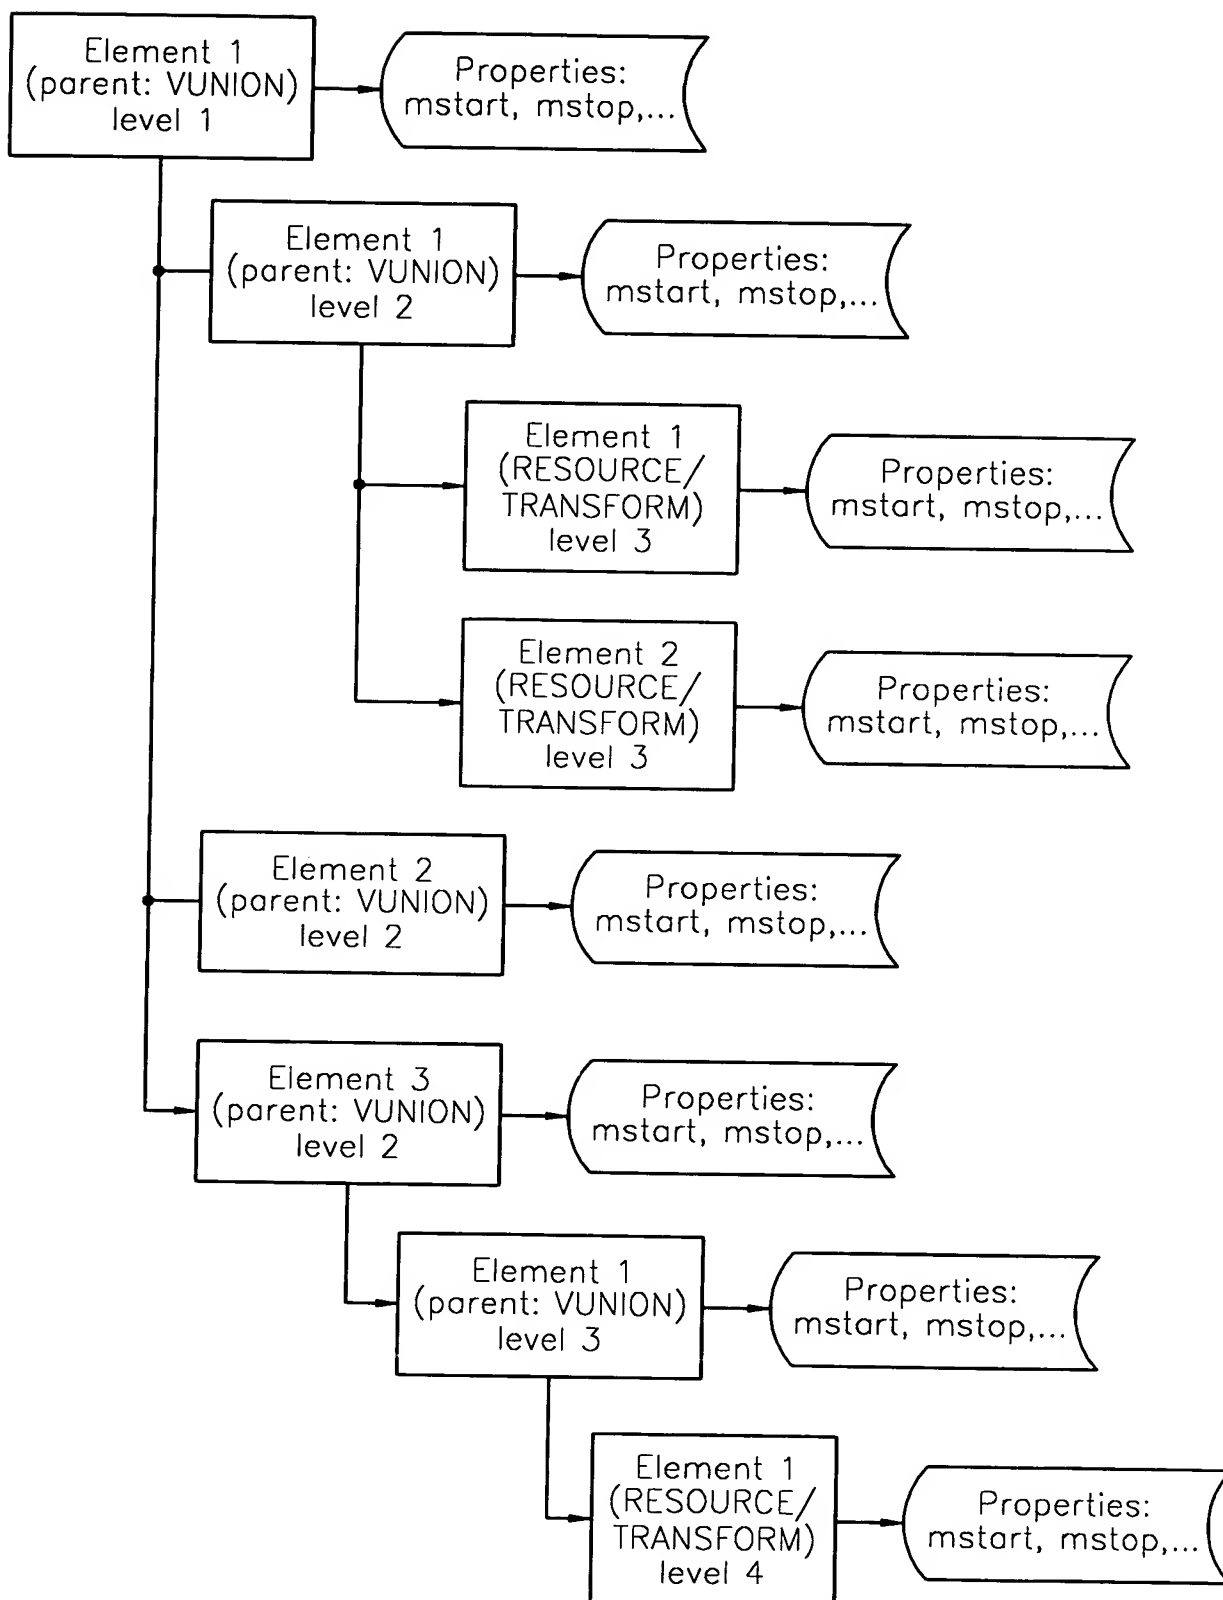 Element 1
(parent: VUNION)
level 1
Properties:
mstart, mstop,...
Element 1
(parent: VUNION)
level 2
Properties:
mstart, mstop,...
Element 1
(RESOURCE/
TRANSFORM)
level 3
Properties:
mstart, mstop,...
Element 2
(RESOURCE/
TRANSFORM)
level 3
Properties:
mstart, mstop,...
Element 2
(parent: VUNION)
level 2
Properties:
mstart, mstop,...
Element 3
(parent: VUNION)
level 2
Properties:
mstart, mstop,...
Element 1
(parent: VUNION)
level 3
Properties:
mstart, mstop,...
Element 1
(RESOURCE/
TRANSFORM)
level 4
Properties:
mstart, mstop,...